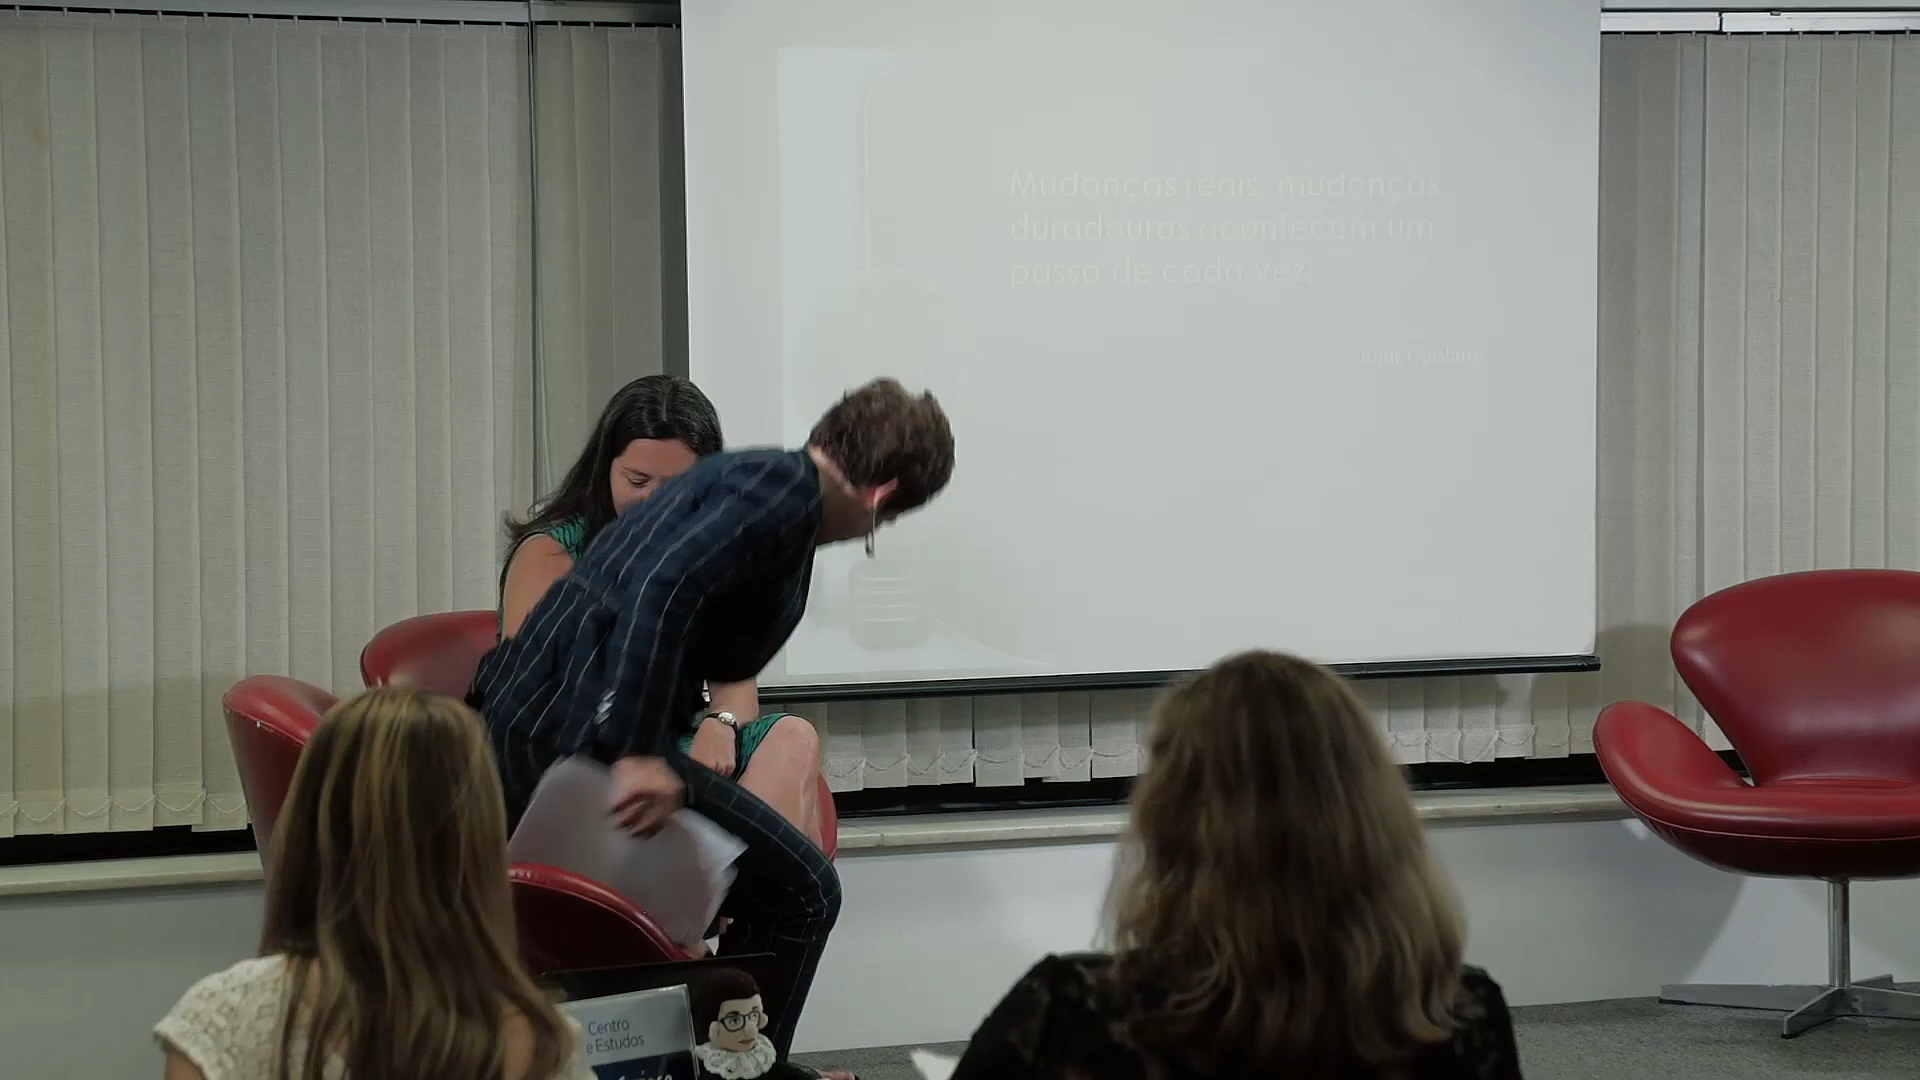 Mudanças reais, mudanças
duradouras acontecem um
passo de cada vez.
Ruth Ginsburg
Centro
e Estudos